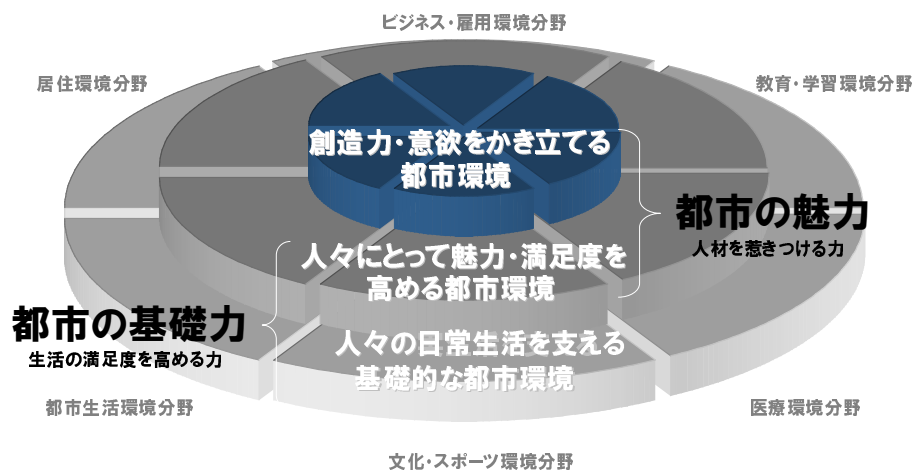 ビジネス・雇用環境分野
居住環境分野
教育・学習環境分野
創造力・意欲をかき立てる
都市環境
都市の魅力
人材を惹きつける力
人々にとって魅力・満足度を
高める都市環境
都市の基礎力
生活の満足度を高める力
人々の日常生活を支える
基礎的な都市環境
都市生活環境分野
医療環境分野
文化・スポーツ環境分野